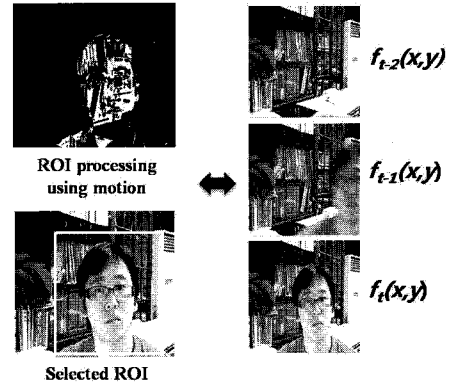 f_{t-2}(x,y)
ROI processing
using motion
f_{t-1}(x,y)
f_t(x,y)
Selected ROI